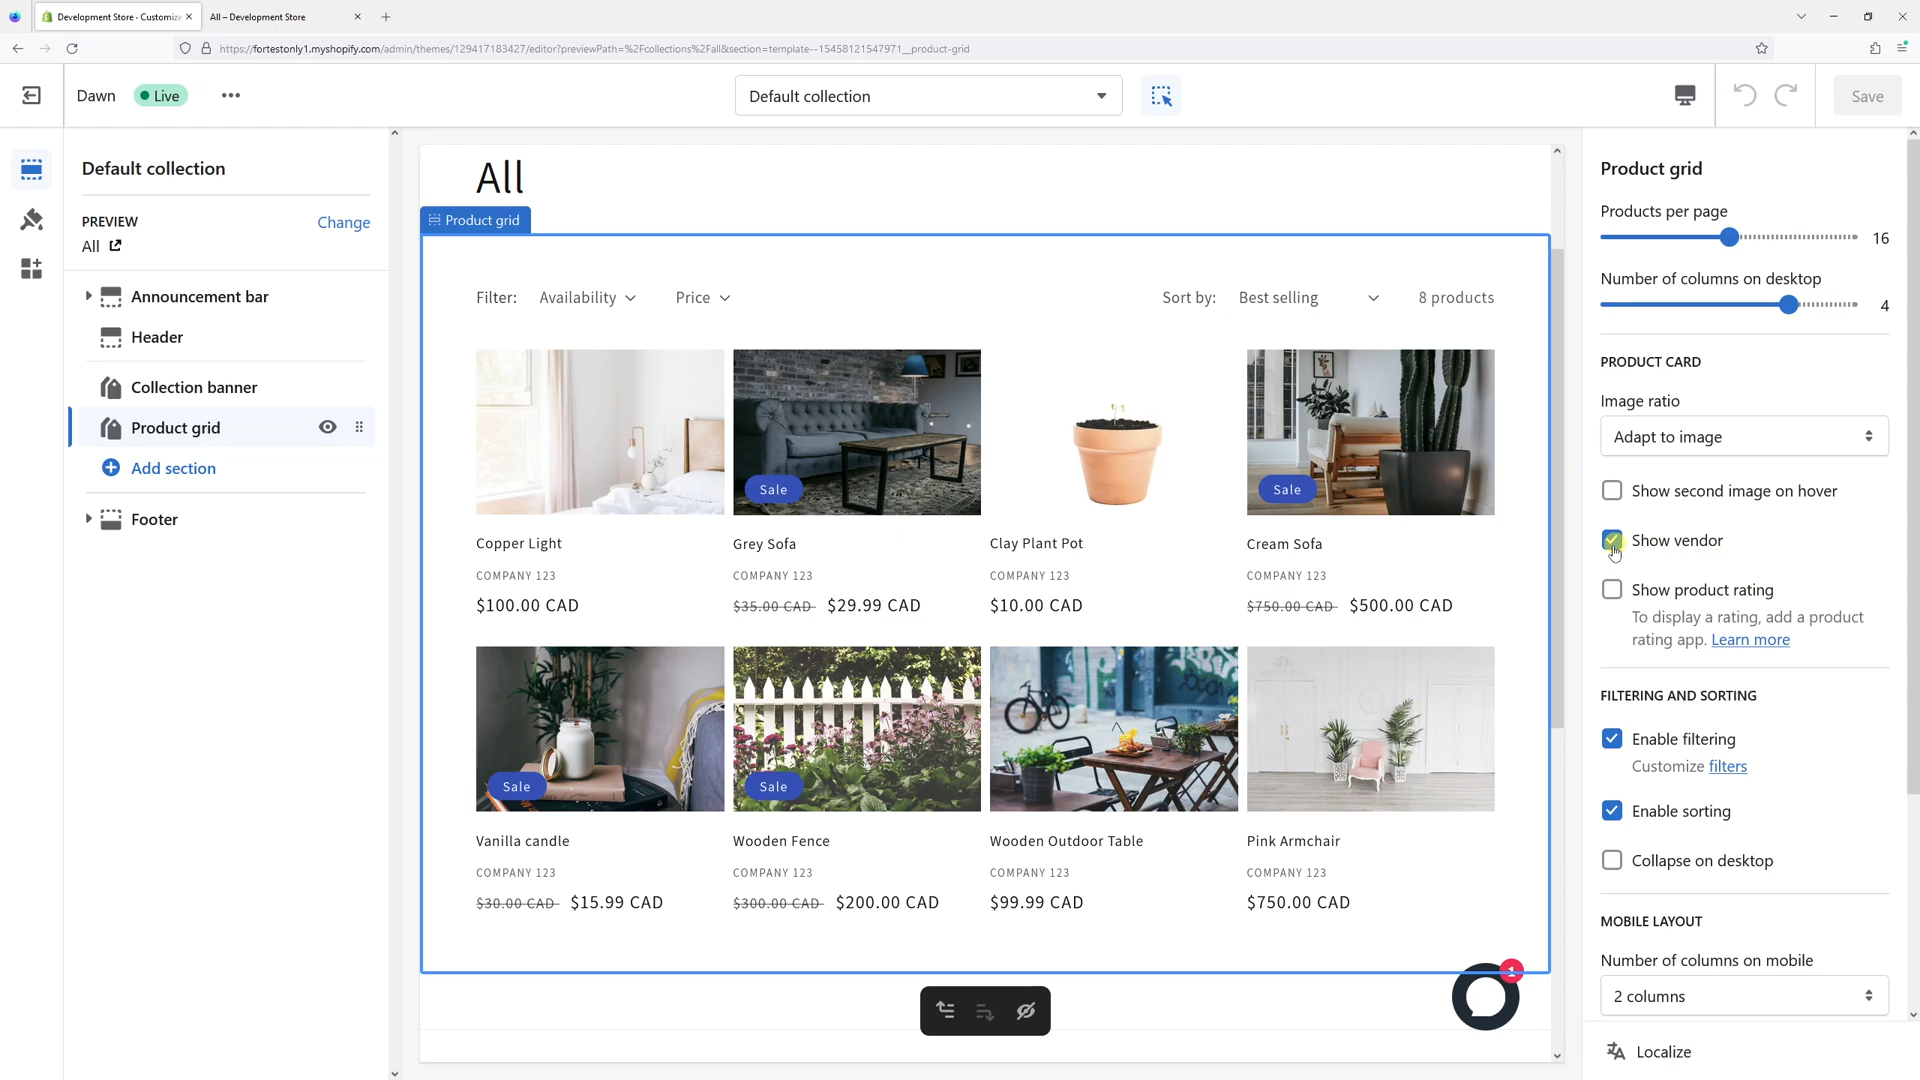 Development Store · Customize
All – Development Store
https://fortestonly1.myshopify.com/admin/themes/129417183427/editor?previewPath=%2Fcollections%2Fall&section=template--15458121547971__product-grid
Dawn
Live
Default collection
Save
Default collection
PREVIEW
Change
All
Announcement bar
Header
Collection banner
Product grid
Add section
Footer
All
Product grid
Filter:
Availability
Price
Sort by:
Best selling
8 products
Sale
Sale
Copper Light
Grey Sofa
Clay Plant Pot
Cream Sofa
COMPANY 123
COMPANY 123
COMPANY 123
COMPANY 123
$100.00 CAD
$35.00 CAD $29.99 CAD
$10.00 CAD
$750.00 CAD $500.00 CAD
Sale
Sale
Vanilla candle
Wooden Fence
Wooden Outdoor Table
Pink Armchair
COMPANY 123
COMPANY 123
COMPANY 123
COMPANY 123
$30.00 CAD $15.99 CAD
$300.00 CAD $200.00 CAD
$99.99 CAD
$750.00 CAD
1
Product grid
Products per page
16
Number of columns on desktop
4
PRODUCT CARD
Image ratio
Adapt to image
Show second image on hover
Show vendor
Show product rating
To display a rating, add a product
rating app. Learn more
FILTERING AND SORTING
Enable filtering
Customize filters
Enable sorting
Collapse on desktop
MOBILE LAYOUT
Number of columns on mobile
2 columns
Localize